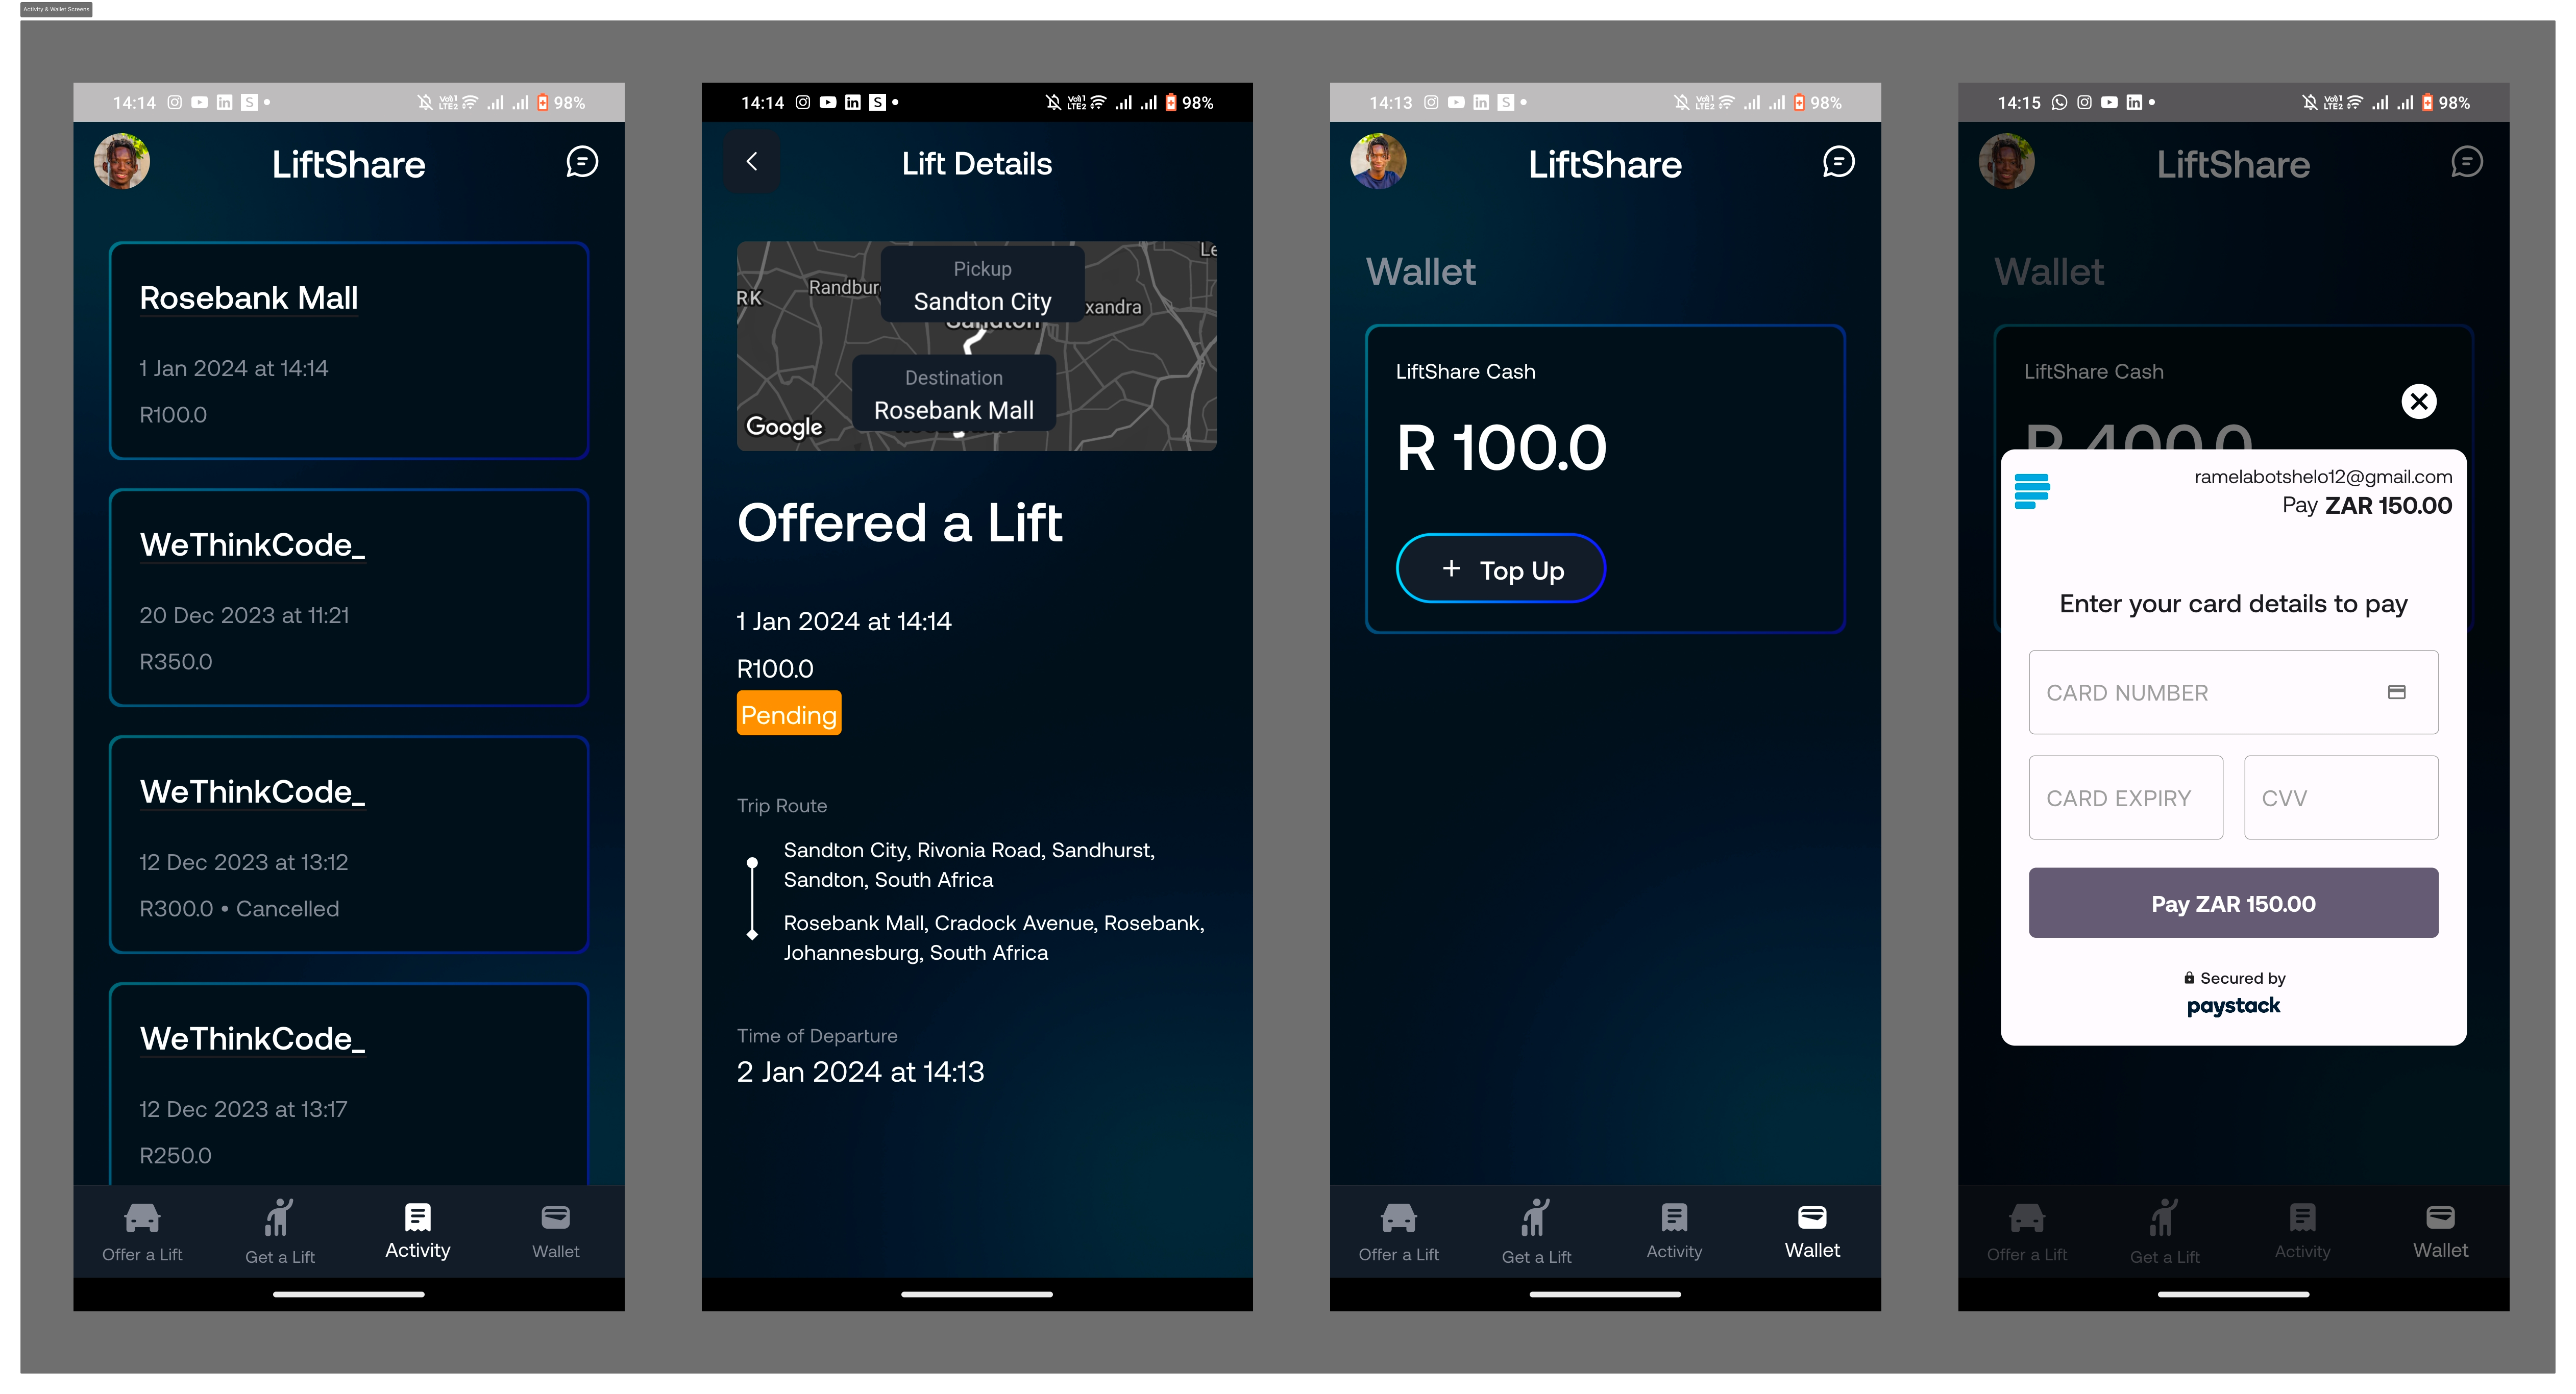 Activity & Wallet Screens
14:14
98%
LiftShare
Rosebank Mall
1 Jan 2024 at 14:14
R100.0
WeThinkCode_
20 Dec 2023 at 11:21
R350.0
WeThinkCode_
12 Dec 2023 at 13:12
R300.0 • Cancelled
WeThinkCode_
12 Dec 2023 at 13:17
R250.0
Offer a Lift
Get a Lift
Activity
Wallet
14:14
98%
Lift Details
Le
Pickup
Sandton City
RK
Randbur
xandra
Sandton
Destination
Rosebank Mall
Google
Offered a Lift
1 Jan 2024 at 14:14
R100.0
Pending
Trip Route
Sandton City, Rivonia Road, Sandhurst,
Sandton, South Africa
Rosebank Mall, Cradock Avenue, Rosebank,
Johannesburg, South Africa
Time of Departure
2 Jan 2024 at 14:13
14:13
98%
LiftShare
Wallet
LiftShare Cash
R 100.0
+ Top Up
Offer a Lift
Get a Lift
Activity
Wallet
14:15
98%
LiftShare
Wallet
LiftShare Cash
R 400.0
ramelabotshelo12@gmail.com
Pay ZAR 150.00
Enter your card details to pay
CARD NUMBER
CARD EXPIRY
CVV
Pay ZAR 150.00
Secured by
paystack
Offer a Lift
Get a Lift
Activity
Wallet